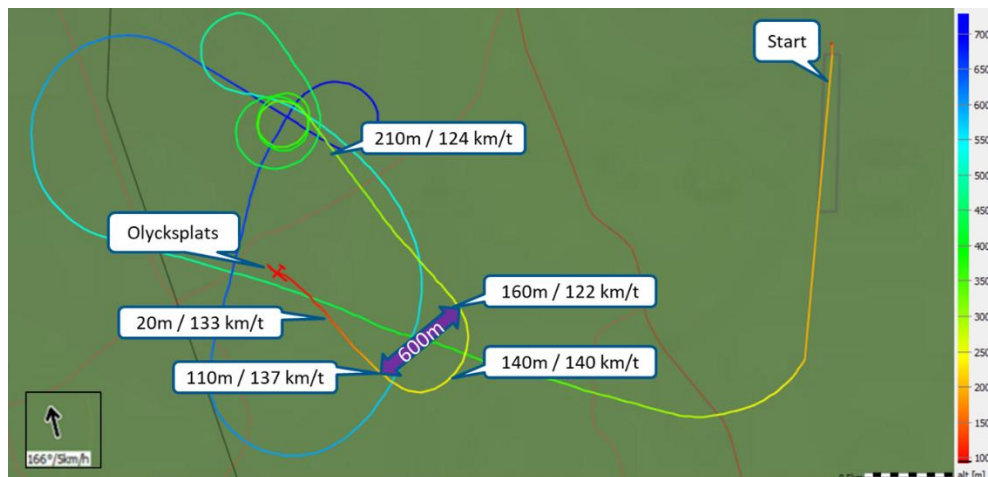 Start
210m / 124 km/t
Olycksplats
160m / 122 km/t
20m / 133 km/t
600m
110m / 137 km/t
140m / 140 km/t
166°/5km/h
700
650
600
550
500
450
400
350
300
250
200
150
100
alt [m]